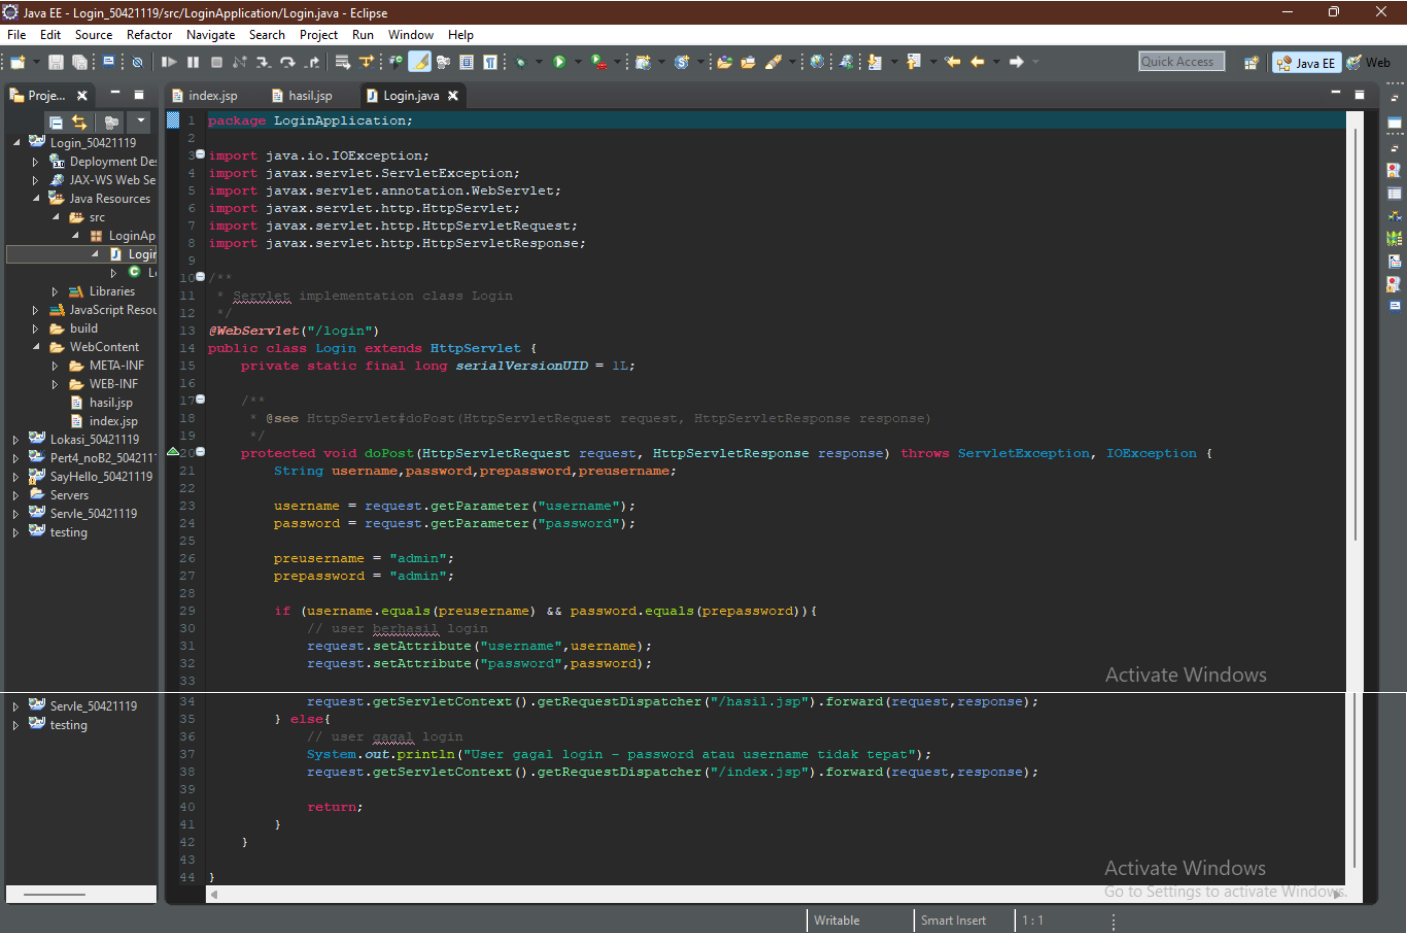 Java EE - Login_50421119/src/LoginApplication/Login.java - Eclipse
File Edit Source Refactor Navigate Search Project Run Window Help
Quick Access Java EE Web
Proje... index.jsp hasil.jsp Login.java
Login_50421119
Deployment De
JAX-WS Web Se
Java Resources
src
LoginAp
Login
Libraries
JavaScript Resou
build
WebContent
META-INF
WEB-INF
hasil.jsp
index.jsp
Lokasi_50421119
Pert4_noB2_504211
SayHello_50421119
Servers
Servle_50421119
testing
1 package LoginApplication;
2
3 import java.io.IOException;
4 import javax.servlet.ServletException;
5 import javax.servlet.annotation.WebServlet;
6 import javax.servlet.http.HttpServlet;
7 import javax.servlet.http.HttpServletRequest;
8 import javax.servlet.http.HttpServletResponse;
9
10 /**
11 * Servlet implementation class Login
12 */
13 @WebServlet("/login")
14 public class Login extends HttpServlet {
15 private static final long serialVersionUID = 1L;
16
17 /**
18 * @see HttpServlet#doPost(HttpServletRequest request, HttpServletResponse response)
19 */
20 protected void doPost(HttpServletRequest request, HttpServletResponse response) throws ServletException, IOException {
21 String username,password,prepassword,preusername;
22
23 username = request.getParameter("username");
24 password = request.getParameter("password");
25
26 preusername = "admin";
27 prepassword = "admin";
28
29 if (username.equals(preusername) && password.equals(prepassword)){
30 // user berhasil login
31 request.setAttribute("username",username);
32 request.setAttribute("password",password);
33
Activate Windows
Servle_50421119
testing
34 request.getServletContext().getRequestDispatcher("/hasil.jsp").forward(request,response);
35 } else{
36 // user gagal login
37 System.out.println("User gagal login - password atau username tidak tepat");
38 request.getServletContext().getRequestDispatcher("/index.jsp").forward(request,response);
39
40 return;
41 }
42 }
43
44 }
Activate Windows
Go to Settings to activate Windows.
Writable Smart Insert 1 : 1